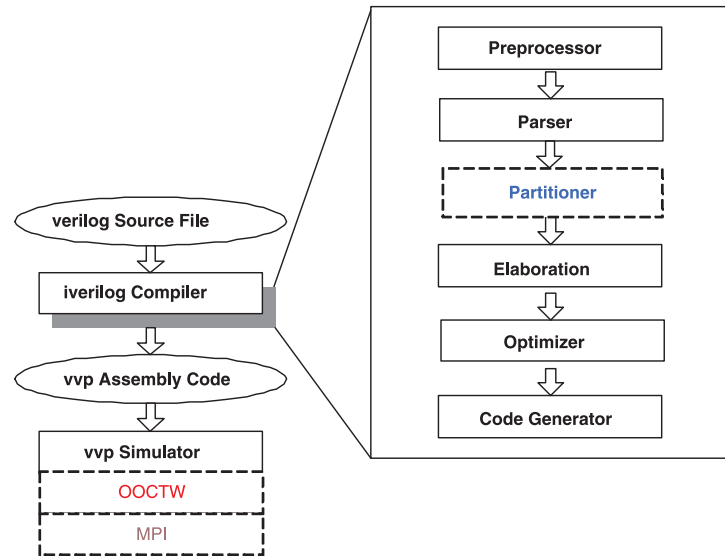 verilog Source File
iverilog Compiler
vvp Assembly Code
vvp Simulator
OOCTW
MPI
Preprocessor
Parser
Partitioner
Elaboration
Optimizer
Code Generator